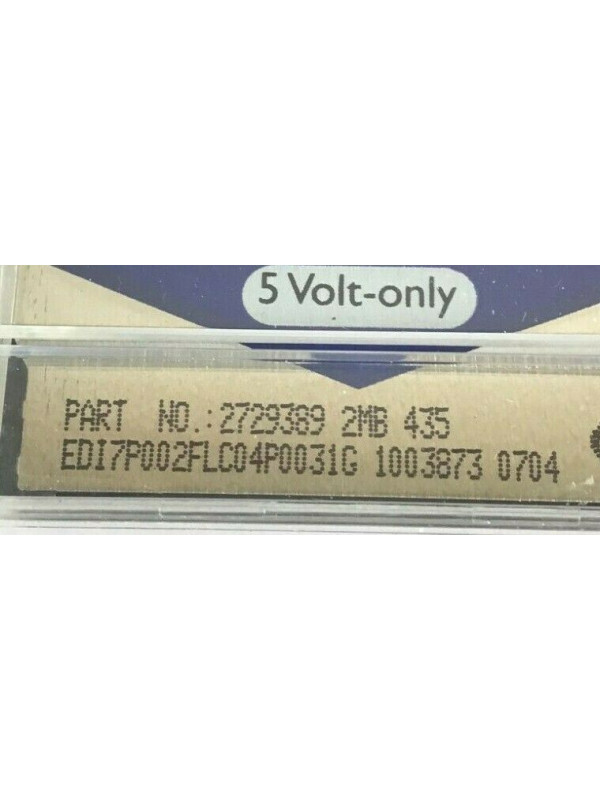 5 Volt-only
PART NO.:2729389 2MB 435
EDI7P002FLC04P0031G 1003873 0704